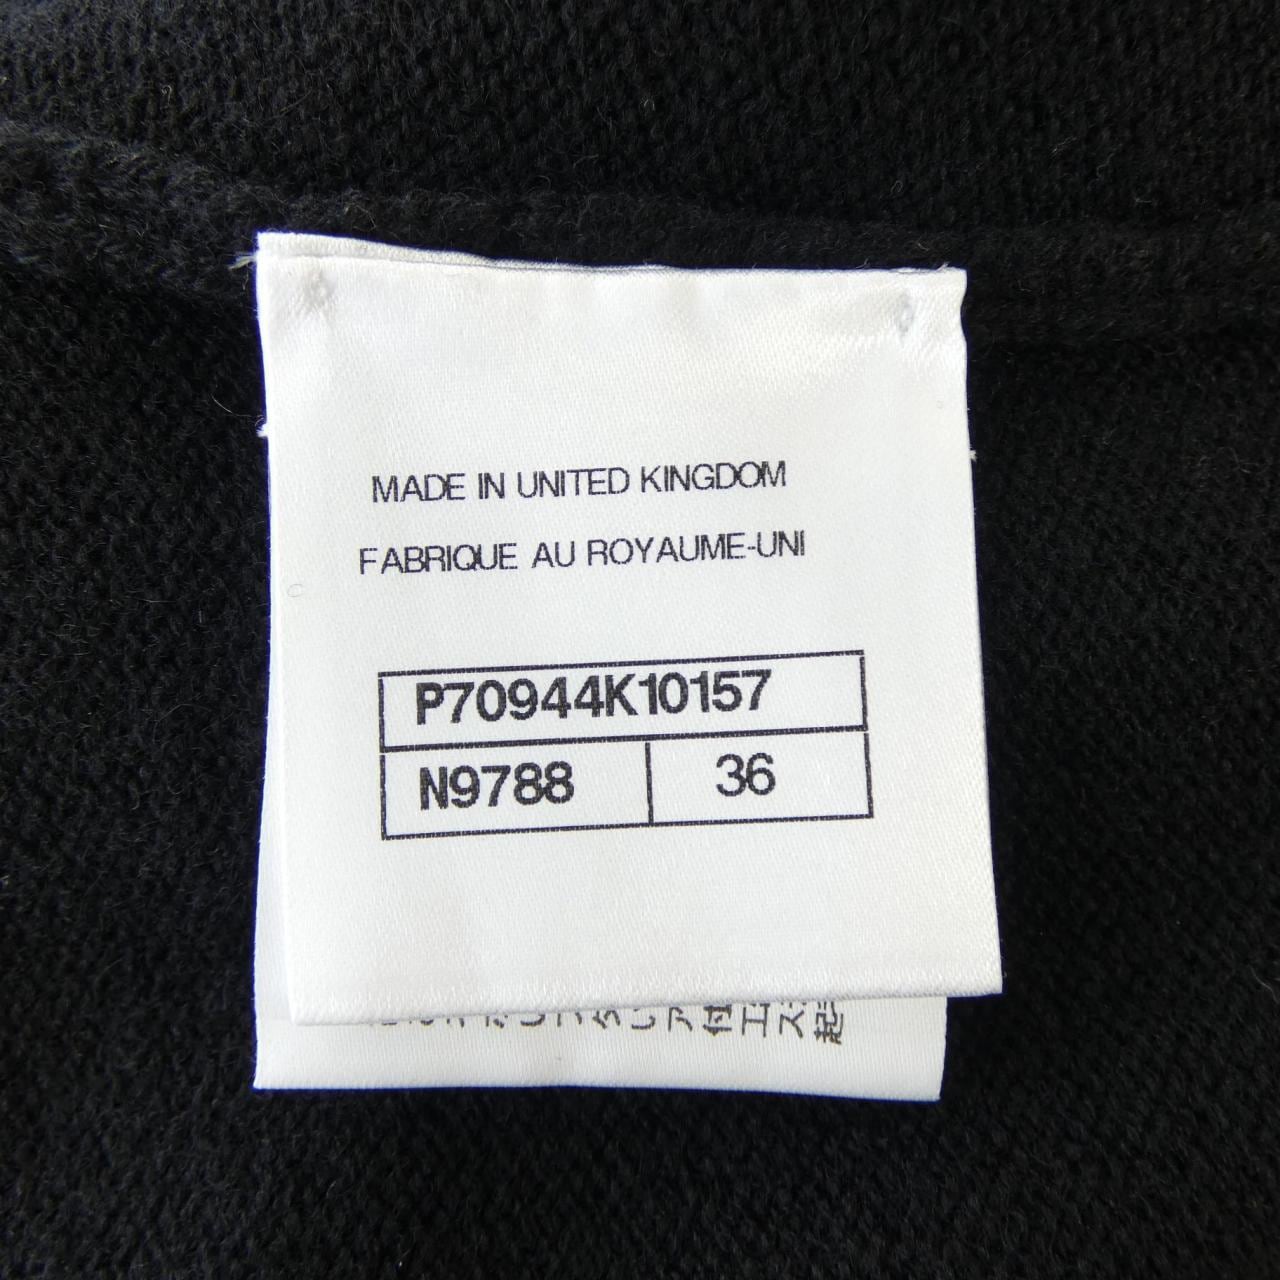 MADE IN UNITED KINGDOM
FABRIQUE AU ROYAUME-UNI
P70944K10157
N9788 36